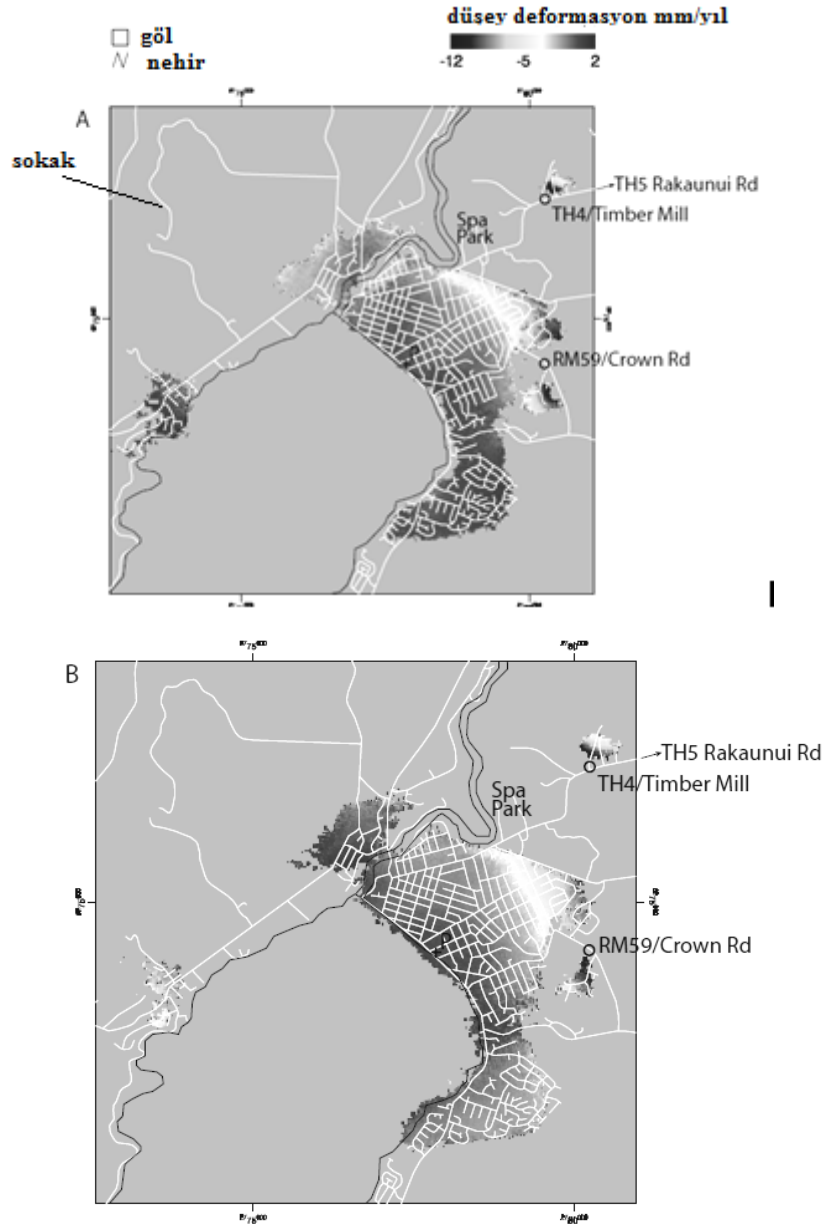 düşey deformasyon mm/yıl
göl
nehir
-12 -5 2
A
sokak
TH5 Rakaunui Rd
TH4/Timber Mill
Spa
Park
P
RM59/Crown Rd
B
TH5 Rakaunui Rd
TH4/Timber Mill
Spa
Park
P
RM59/Crown Rd